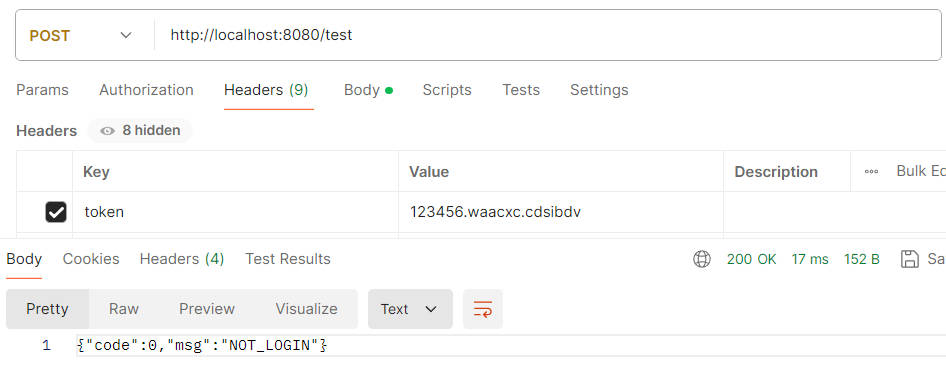 POST http://localhost:8080/test
Params Authorization Headers (9) Body Scripts Tests Settings
Headers 8 hidden
Key Value Description Bulk Ed
token 123456.waacxc.cdsibdv
Body Cookies Headers (4) Test Results 200 OK 17 ms 152 B Sa
Pretty Raw Preview Visualize Text
1 {"code":0,"msg":"NOT_LOGIN"}